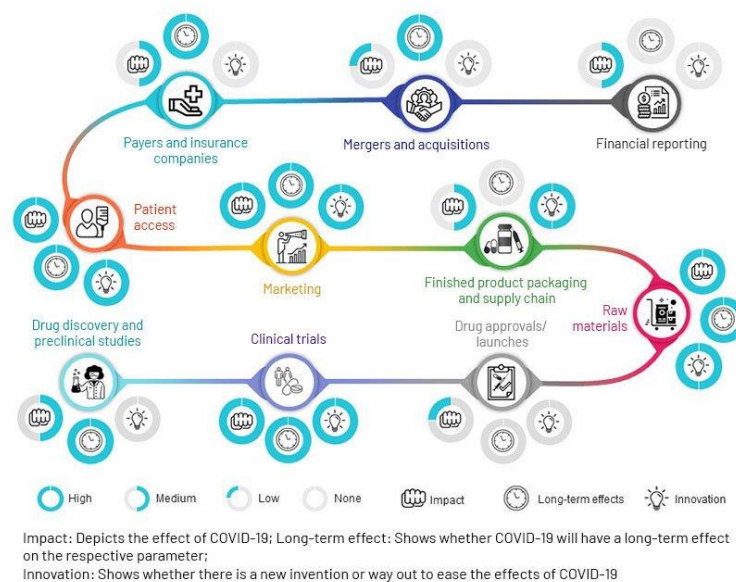 Payers and insurance
companies
Mergers and acquisitions
Financial reporting
Patient
access
Marketing
Finished product packaging
and supply chain
Raw
materials
Drug discovery and
preclinical studies
Clinical trials
Drug approvals/
launches
High
Medium
Low
None
Impact
Long-term effects
Innovation
Impact: Depicts the effect of COVID-19; Long-term effect: Shows whether COVID-19 will have a long-term effect
on the respective parameter;
Innovation: Shows whether there is a new invention or way out to ease the effects of COVID-19